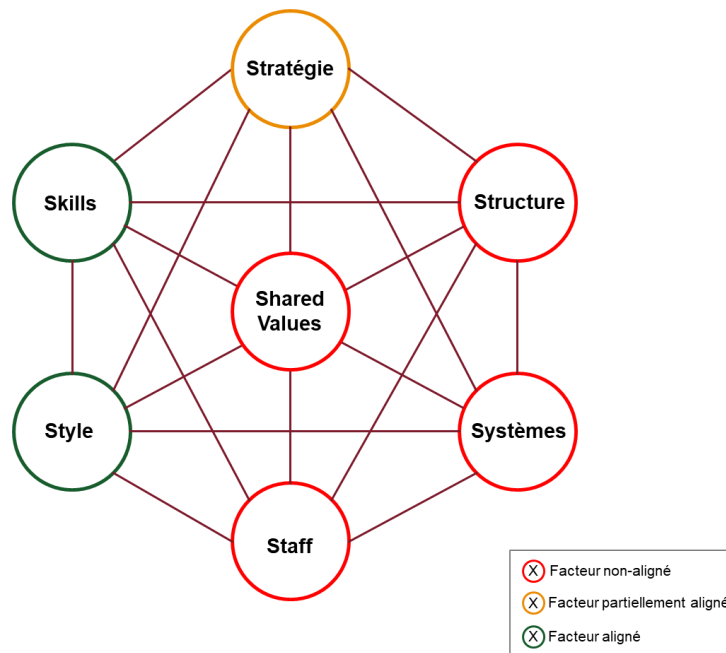 Stratégie
Skills
Structure
Shared
Values
Style
Systèmes
Staff
X Facteur non-aligné
X Facteur partiellement aligné
X Facteur aligné